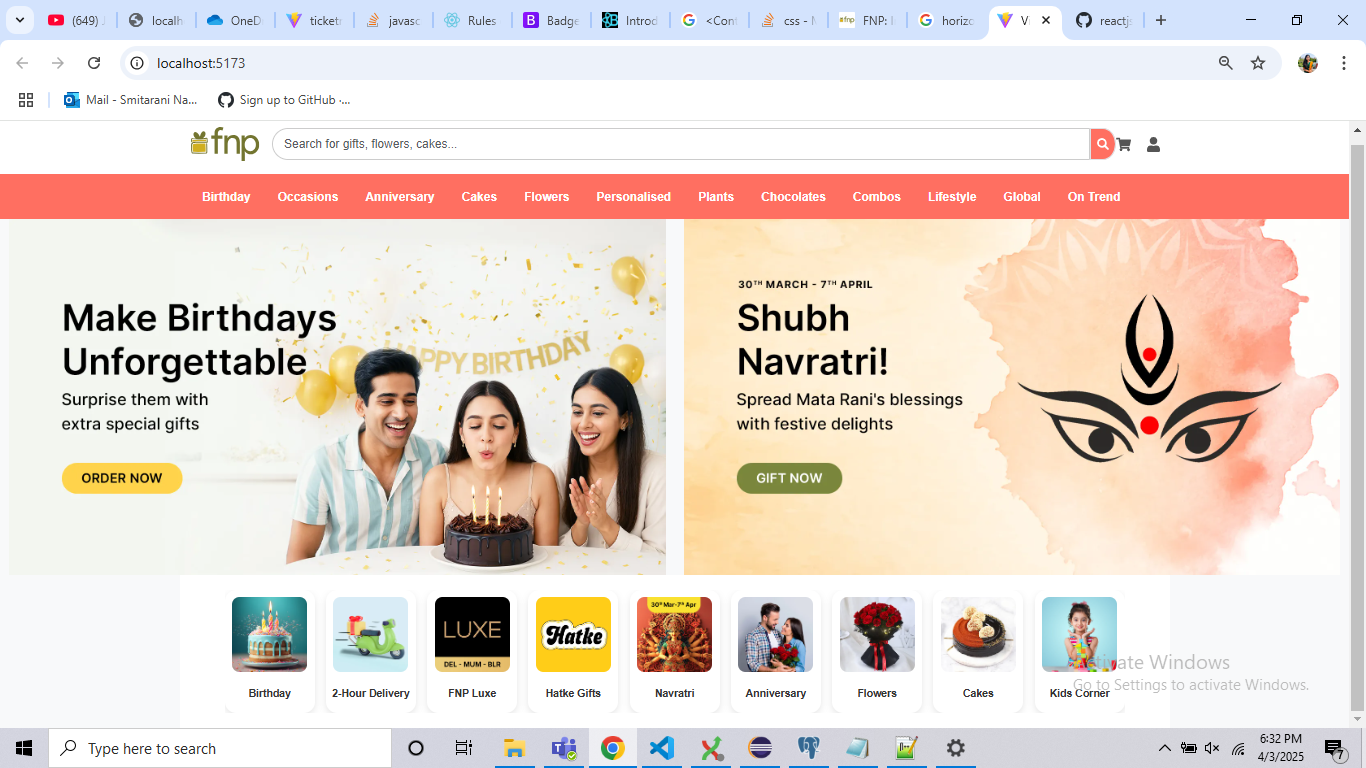 (649) J
localh
OneD
ticketF
javasc
Rules
Badge
Introd
<Cont
css - M
FNP: I
horizo
Vi
reactj
localhost:5173
Mail - Smitarani Na...
Sign up to GitHub ·...
fnp
Search for gifts, flowers, cakes...
Birthday Occasions Anniversary Cakes Flowers Personalised Plants Chocolates Combos Lifestyle Global On Trend
HAPPY BIRTHDAY
Make Birthdays
Unforgettable
Surprise them with
extra special gifts
ORDER NOW
30TH MARCH - 7TH APRIL
Shubh
Navratri!
Spread Mata Rani's blessings
with festive delights
GIFT NOW
LUXE
DEL - MUM - BLR
Hatke
30th Mar-7th Apr
Birthday
2-Hour Delivery
FNP Luxe
Hatke Gifts
Navratri
Anniversary
Flowers
Cakes
Kids Corner
Activate Windows
Go to Settings to activate Windows.
Type here to search
6:32 PM
4/3/2025
7